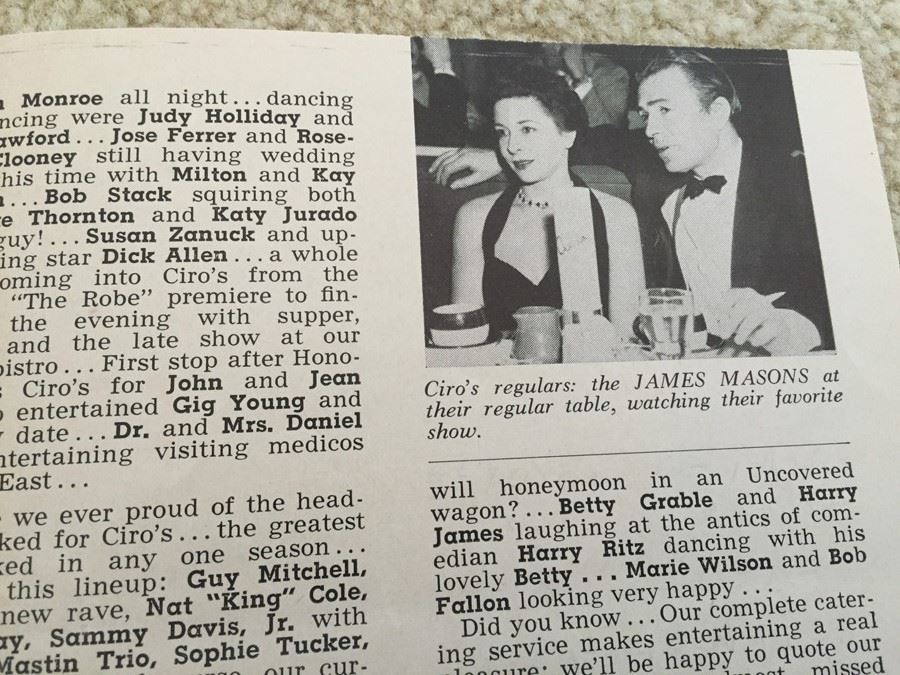 Monroe all night...dancing
ncing were Judy Holliday and
awford... Jose Ferrer and Rose-
Clooney still having wedding
his time with Milton and Kay
... Bob Stack squiring both
e Thornton and Katy Jurado
guy!... Susan Zanuck and up-
ing star Dick Allen... a whole
oming into Ciro's from the
"The Robe" premiere to fin-
the evening with supper,
and the late show at our
bistro... First stop after Hono-
Ciro's for John and Jean
entertained Gig Young and
date... Dr. and Mrs. Daniel
ntertaining visiting medicos
East...
we ever proud of the head-
ked for Ciro's... the greatest
ked in any one season...
this lineup: Guy Mitchell,
new rave, Nat "King" Cole,
ay, Sammy Davis, Jr. with
Mastin Trio, Sophie Tucker,
our cur-
Ciro's regulars: the JAMES MASONS at
their regular table, watching their favorite
show.
will honeymoon in an Uncovered
wagon?... Betty Grable and Harry
James laughing at the antics of com-
edian Harry Ritz dancing with his
lovely Betty ... Marie Wilson and Bob
Fallon looking very happy ...
Did you know... Our complete cater-
ing service makes entertaining a real
pleasure; we'll be happy to quote our
missed